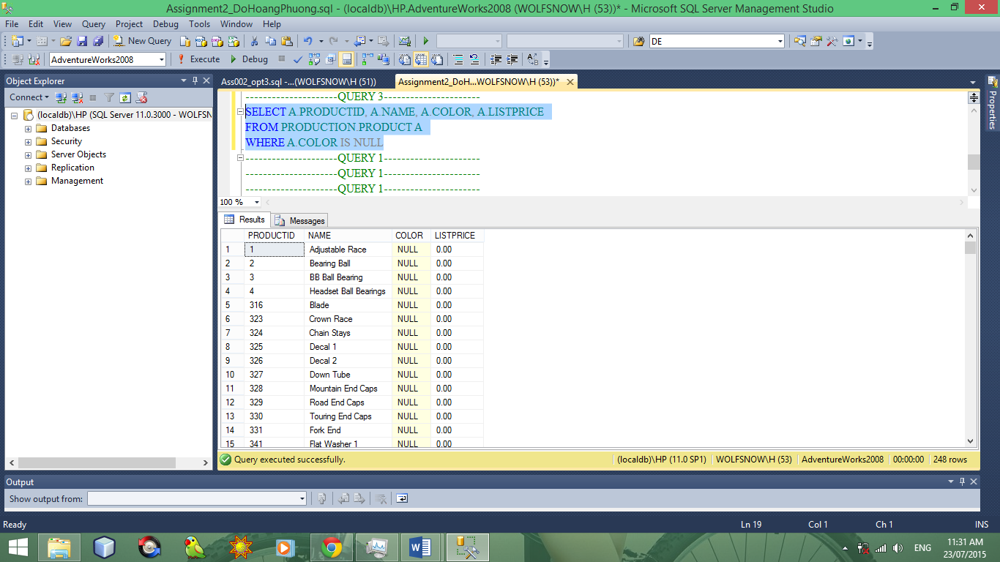 Assignment2_DoHoangPhuong.sql - (localdb)\HP.AdventureWorks2008 (WOLFSNOW\H (53))* - Microsoft SQL Server Management Studio
File Edit View Query Project Debug Tools Window Help
New Query DE
AdventureWorks2008 Execute Debug
Object Explorer
Connect
(localdb)\HP (SQL Server 11.0.3000 - WOLFSN
Databases
Security
Server Objects
Replication
Management
Ass002_opt3.sql -...(WOLFSNOW\H (51)) Assignment2_DoH...WOLFSNOW\H (53))*
Properties
---------------------QUERY 3----------------------
SELECT A.PRODUCTID, A.NAME, A.COLOR, A.LISTPRICE
FROM PRODUCTION.PRODUCT A
WHERE A.COLOR IS NULL
---------------------QUERY 1----------------------
---------------------QUERY 1----------------------
---------------------QUERY 1----------------------
100 %
Results Messages
PRODUCTID NAME COLOR LISTPRICE
1 1 Adjustable Race NULL 0.00
2 2 Bearing Ball NULL 0.00
3 3 BB Ball Bearing NULL 0.00
4 4 Headset Ball Bearings NULL 0.00
5 316 Blade NULL 0.00
6 323 Crown Race NULL 0.00
7 324 Chain Stays NULL 0.00
8 325 Decal 1 NULL 0.00
9 326 Decal 2 NULL 0.00
10 327 Down Tube NULL 0.00
11 328 Mountain End Caps NULL 0.00
12 329 Road End Caps NULL 0.00
13 330 Touring End Caps NULL 0.00
14 331 Fork End NULL 0.00
15 341 Flat Washer 1 NULL 0.00
Query executed successfully. (localdb)\HP (11.0 SP1) WOLFSNOW\H (53) AdventureWorks2008 00:00:00 248 rows
Output
Show output from:
Ready Ln 19 Col 1 Ch 1 INS
ENG 11:31 AM
23/07/2015